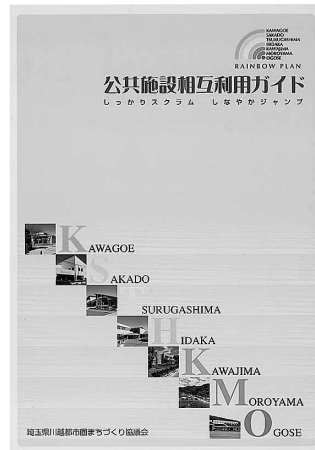 KAWAGOE
SAKADO
TSURUGASHIMA
HIDAKA
KAWAJIMA
MOROYAMA
OGOSE
RAINBOW PLAN
公共施設相互利用ガイド
しっかりスクラム しなやかジャンプ
KAWAGOE
SAKADO
TSURUGASHIMA
HIDAKA
KAWAJIMA
MOROYAMA
OGOSE
埼玉県川越都市圏まちづくり協議会